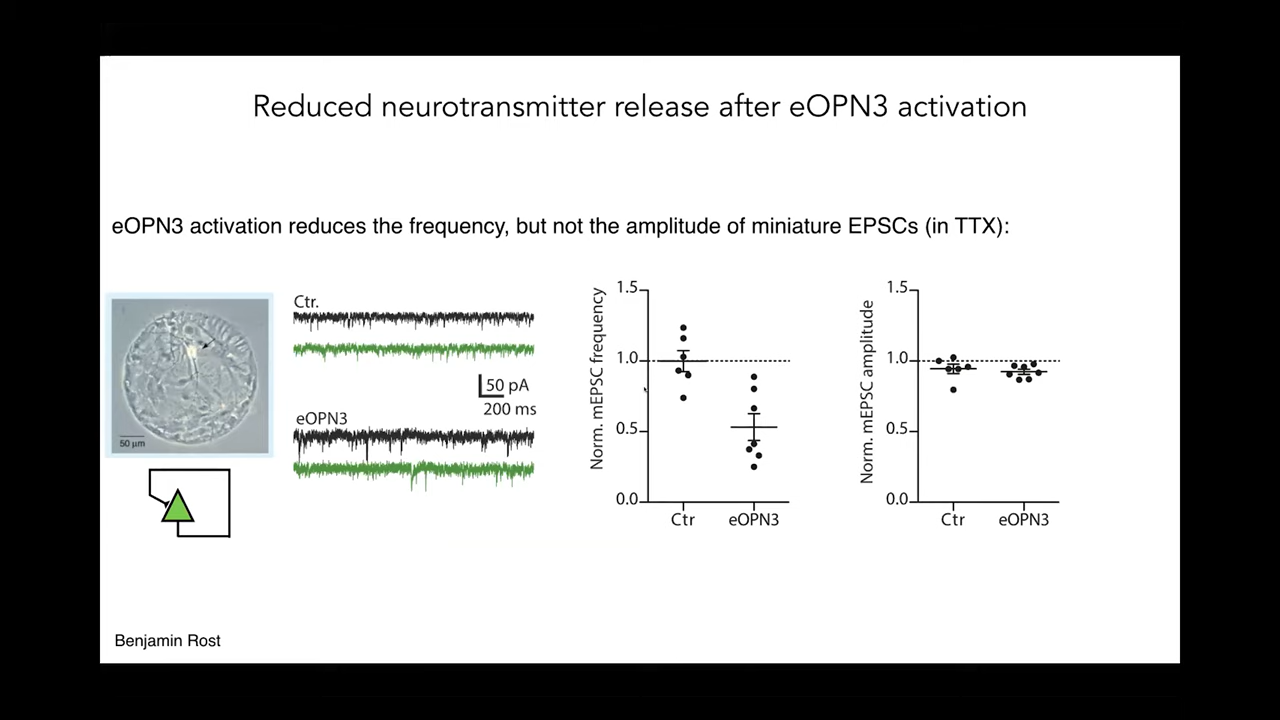 Reduced neurotransmitter release after eOPN3 activation
eOPN3 activation reduces the frequency, but not the amplitude of miniature EPSCs (in TTX):
50 µm
Ctr.
50 pA
200 ms
eOPN3
Norm. mEPSC frequency
1.5
1.0
0.5
0.0
Ctr
eOPN3
Norm. mEPSC amplitude
1.5
1.0
0.5
0.0
Ctr
eOPN3
Benjamin Rost